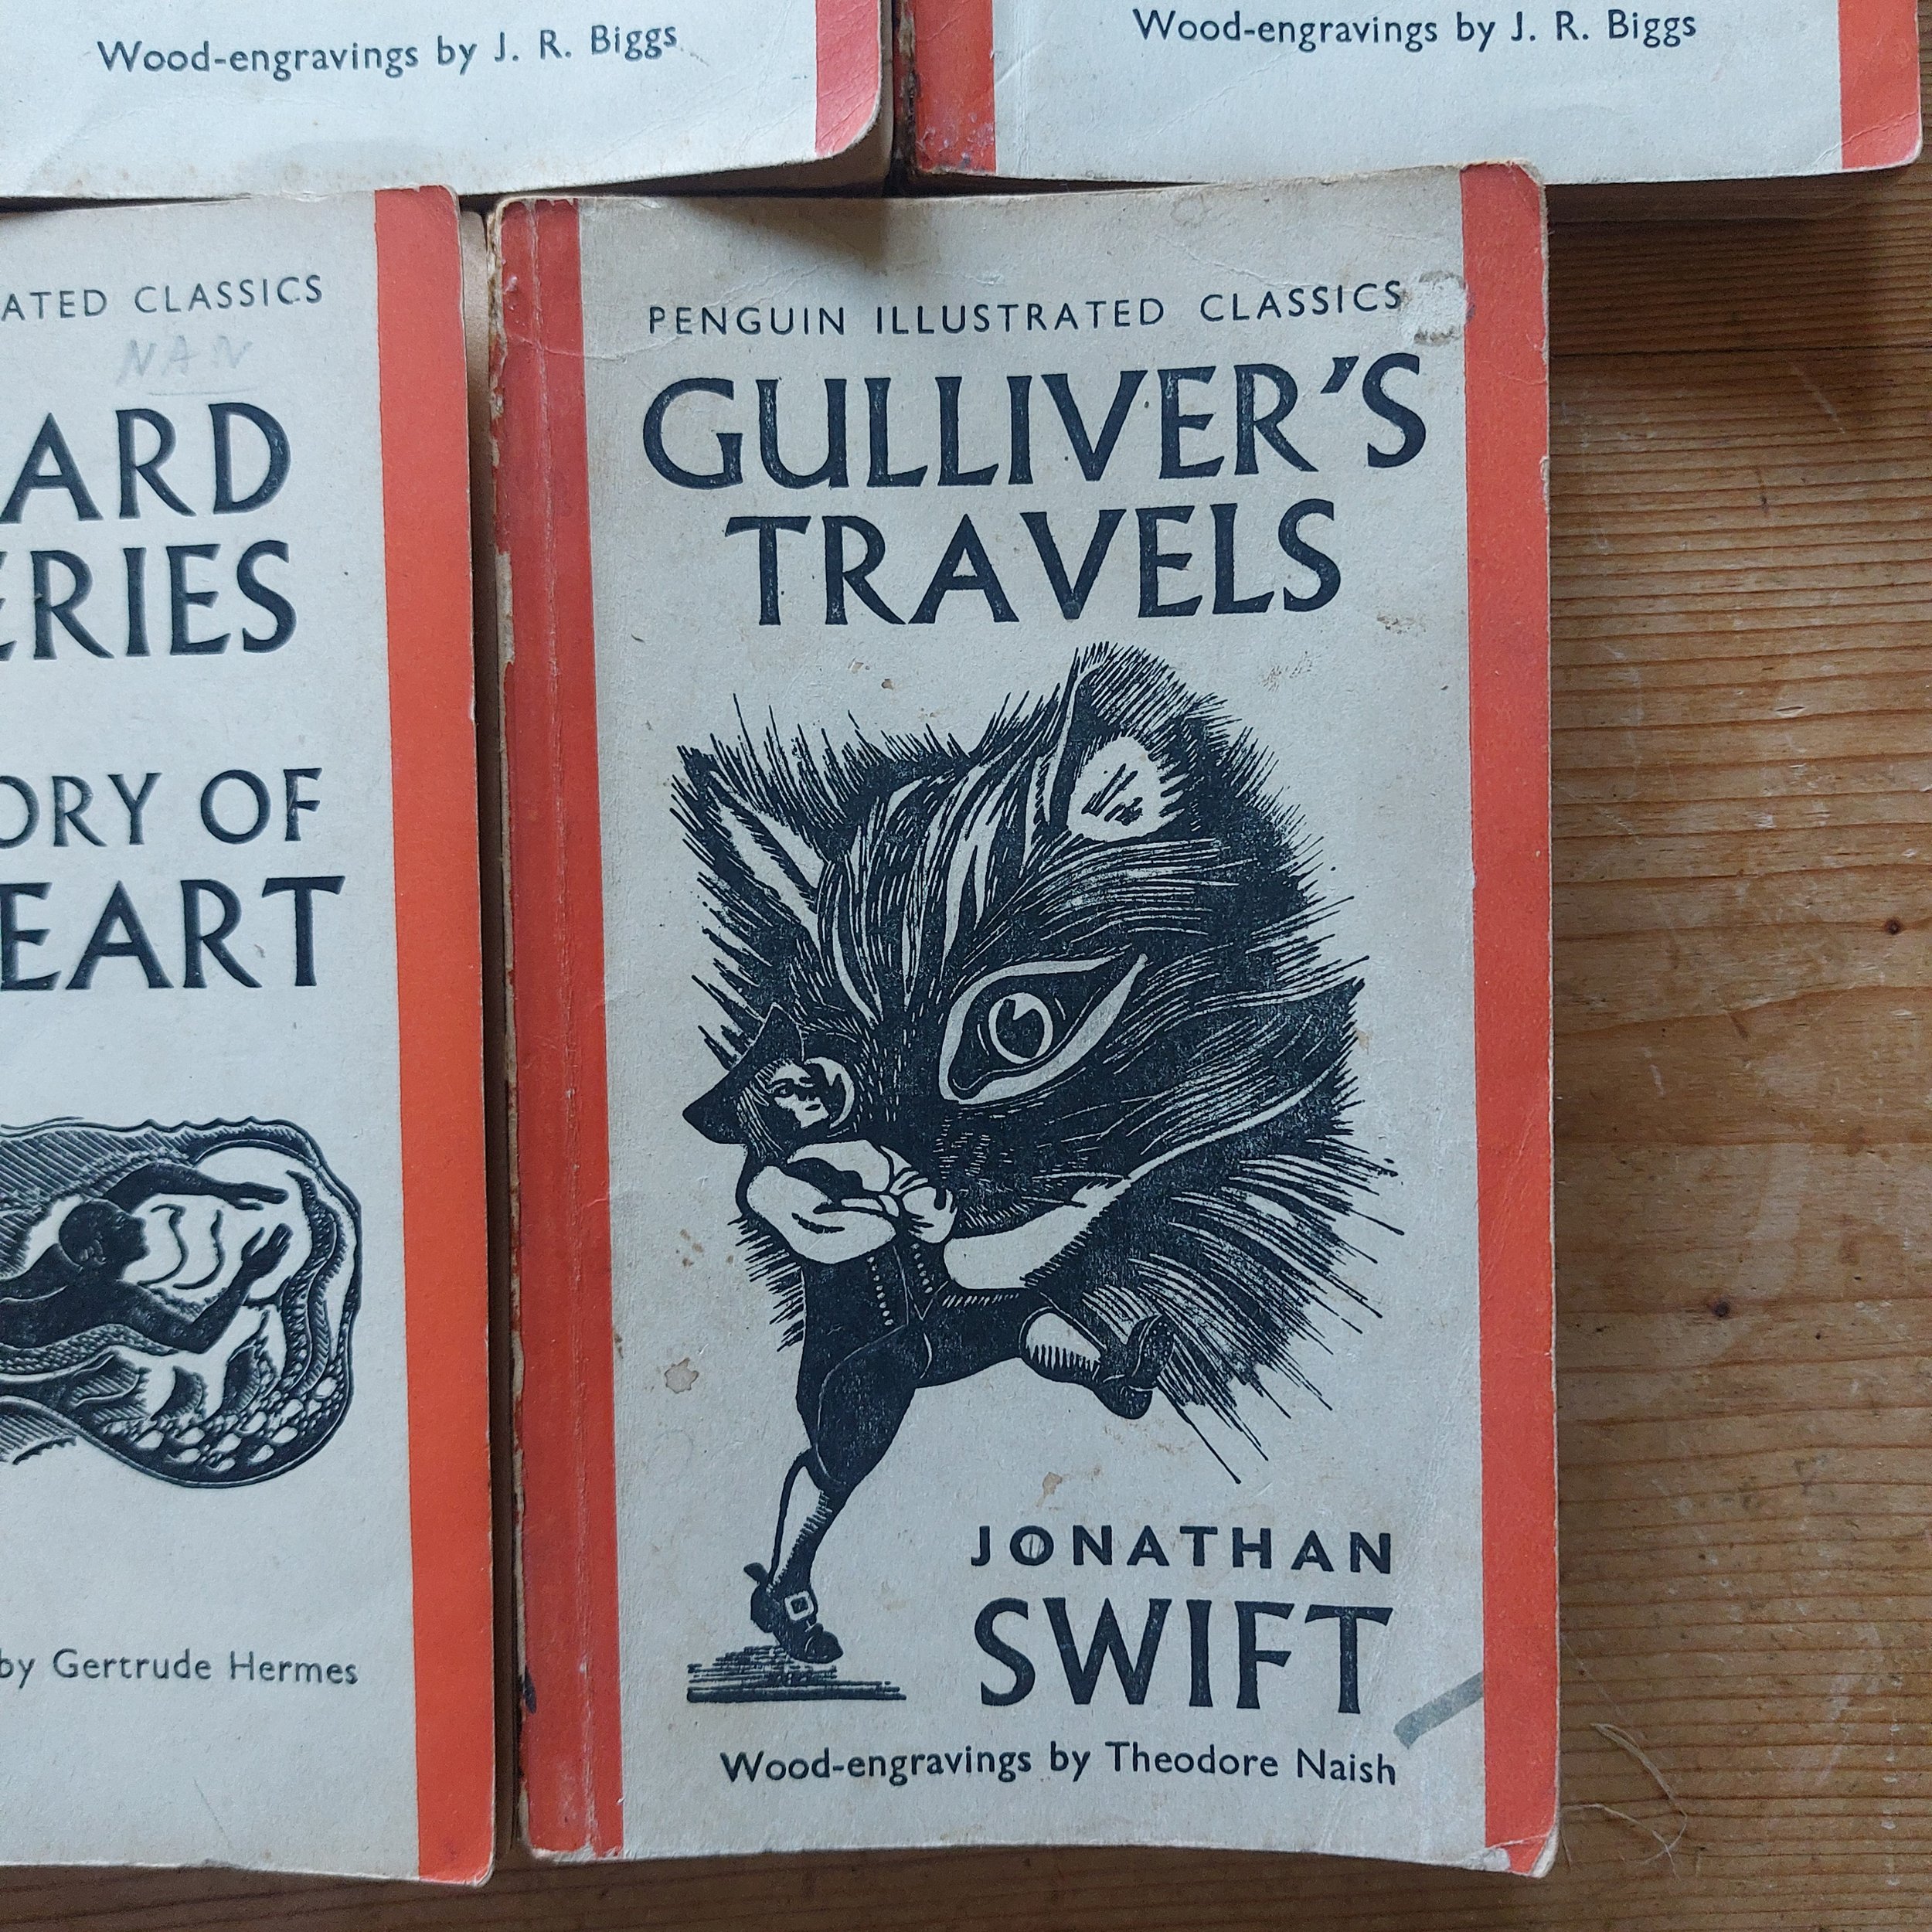 Wood-engravings by J. R. Biggs
Wood-engravings by J. R. Biggs
ATED CLASSICS
NAN
ARD
ERIES
ORY OF
EART
by Gertrude Hermes
PENGUIN ILLUSTRATED CLASSICS
GULLIVER'S
TRAVELS
JONATHAN
SWIFT
Wood-engravings by Theodore Naish